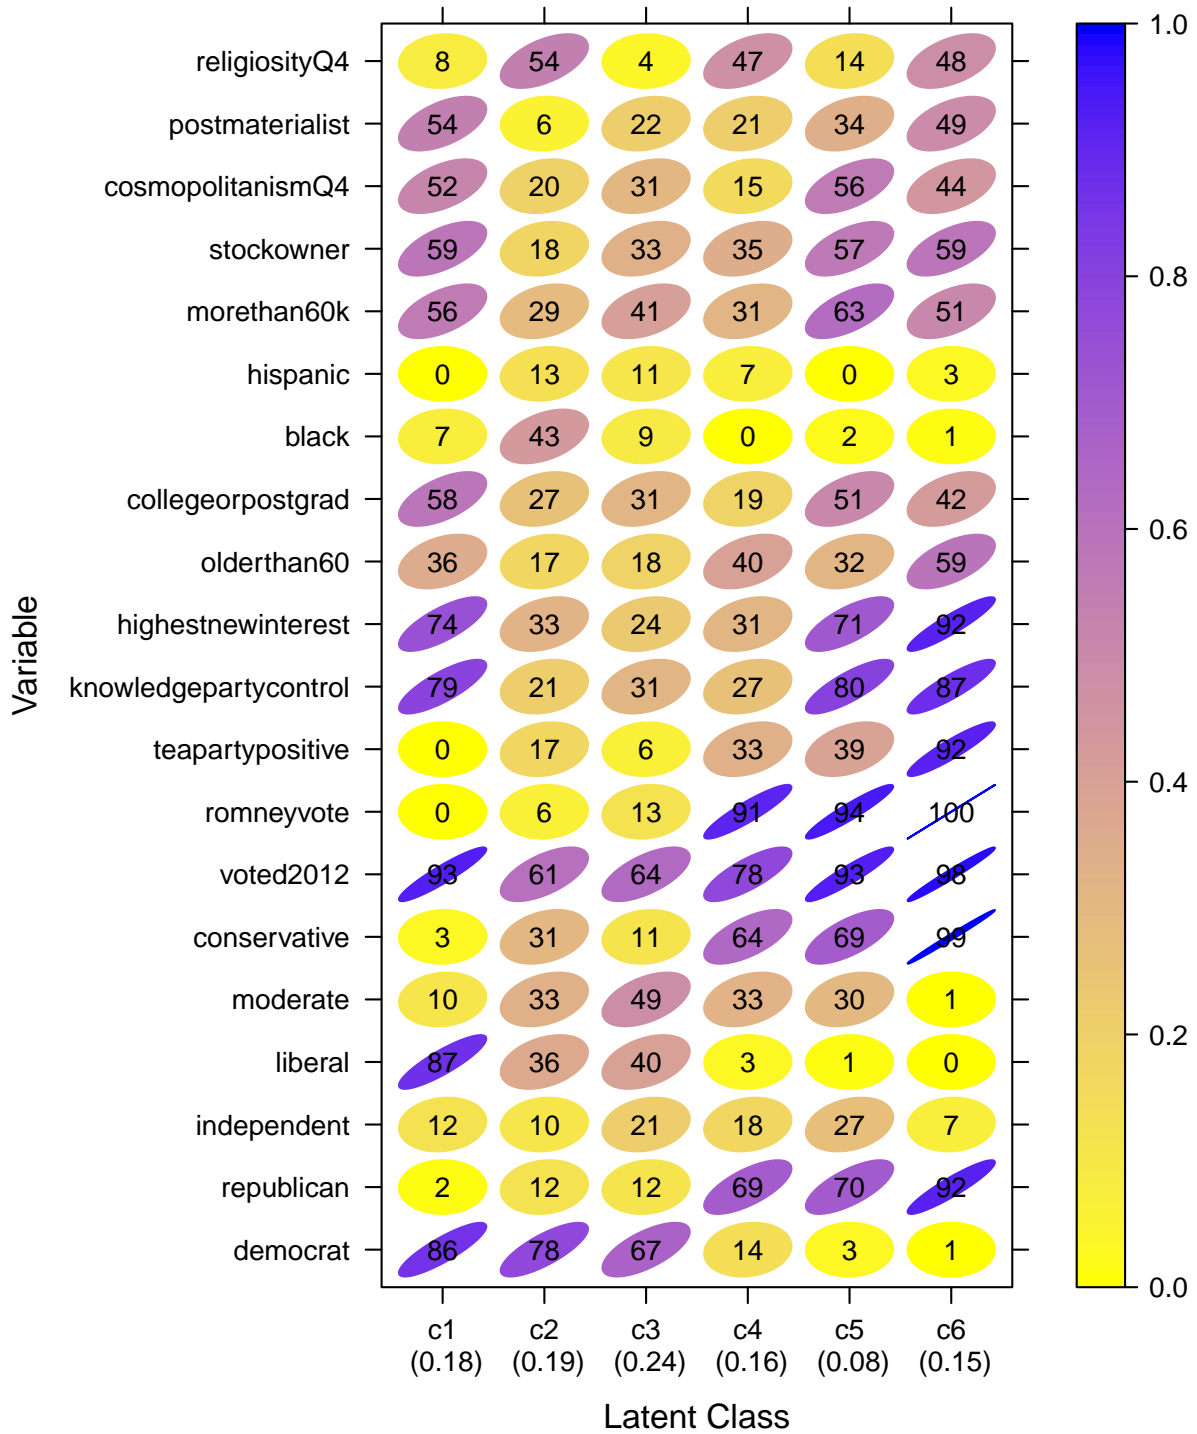 religiosityQ4 8 54 4 47 14 48
postmaterialist 54 6 22 21 34 49
cosmopolitanismQ4 52 20 31 15 56 44
stockowner 59 18 33 35 57 59
morethan60k 56 29 41 31 63 51
hispanic 0 13 11 7 0 3
black 7 43 9 0 2 1
collegeorpostgrad 58 27 31 19 51 42
olderthan60 36 17 18 40 32 59
highestnewinterest 74 33 24 31 71 92
knowledgepartycontrol 79 21 31 27 80 87
teapartypositive 0 17 6 33 39 92
romneyvote 0 6 13 91 94 100
voted2012 93 61 64 78 93 98
conservative 3 31 11 64 69 99
moderate 10 33 49 33 30 1
liberal 87 36 40 3 1 0
independent 12 10 21 18 27 7
republican 2 12 12 69 70 92
democrat 86 78 67 14 3 1
c1 c2 c3 c4 c5 c6
(0.18) (0.19) (0.24) (0.16) (0.08) (0.15)
Latent Class
Variable
1.0
0.8
0.6
0.4
0.2
0.0